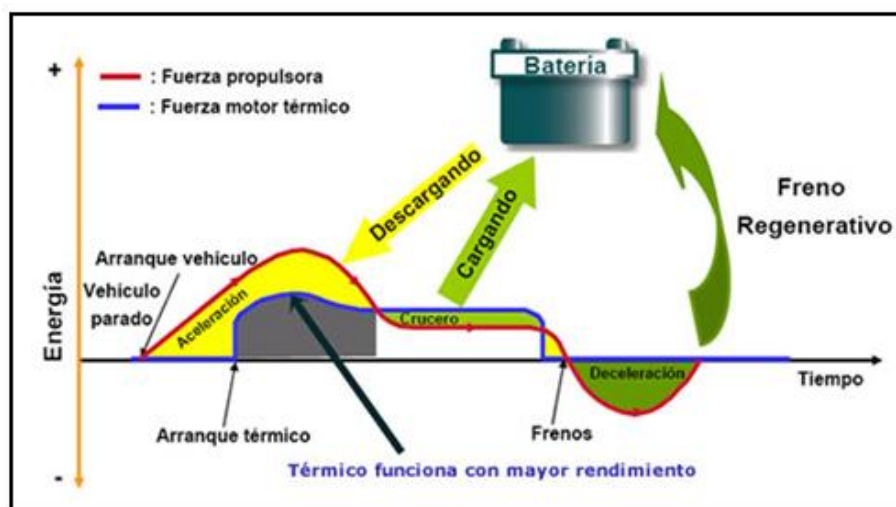 +
: Fuerza propulsora
: Fuerza motor térmico
Batería
Descargando
Cargando
Freno
Regenerativo
Arranque vehículo
Vehículo
parado
Aceleración
Crucero
Energía
Deceleración
Tiempo
Arranque térmico
Frenos
Térmico funciona con mayor rendimiento
-